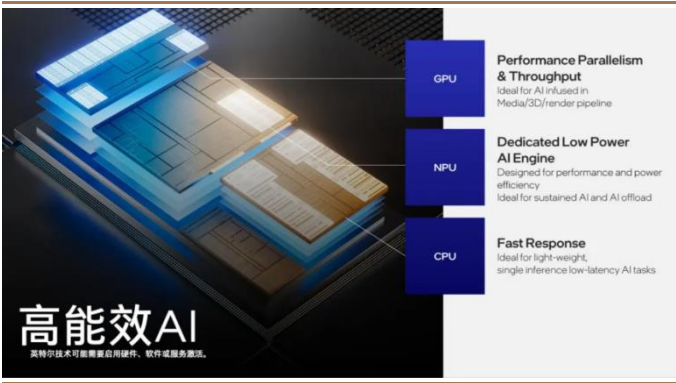 GPU
Performance Parallelism
& Throughput
Ideal for AI infused in
Media/3D/render pipeline
NPU
Dedicated Low Power
AI Engine
Designed for performance and power
efficiency
Ideal for sustained AI and AI offload
CPU
Fast Response
Ideal for light-weight,
single inference low-latency AI tasks
高能效AI
英特尔技术可能需要启用硬件、软件或服务激活。